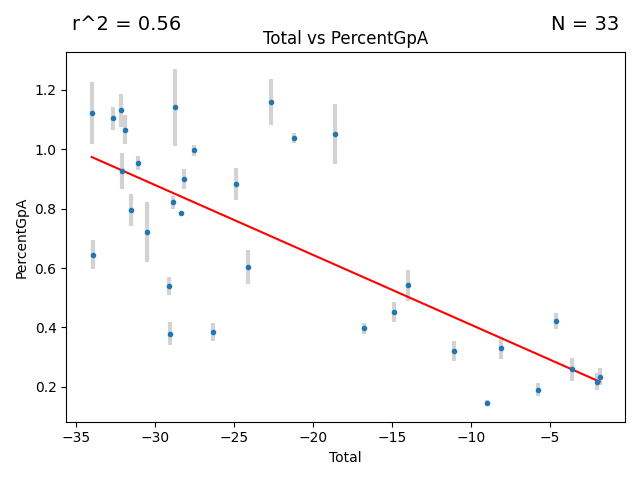 r^2 = 0.56
N = 33
Total vs PercentGpA
1.2
1.0
0.8
0.6
0.4
0.2
PercentGpA
−35
−30
−25
−20
−15
−10
−5
Total